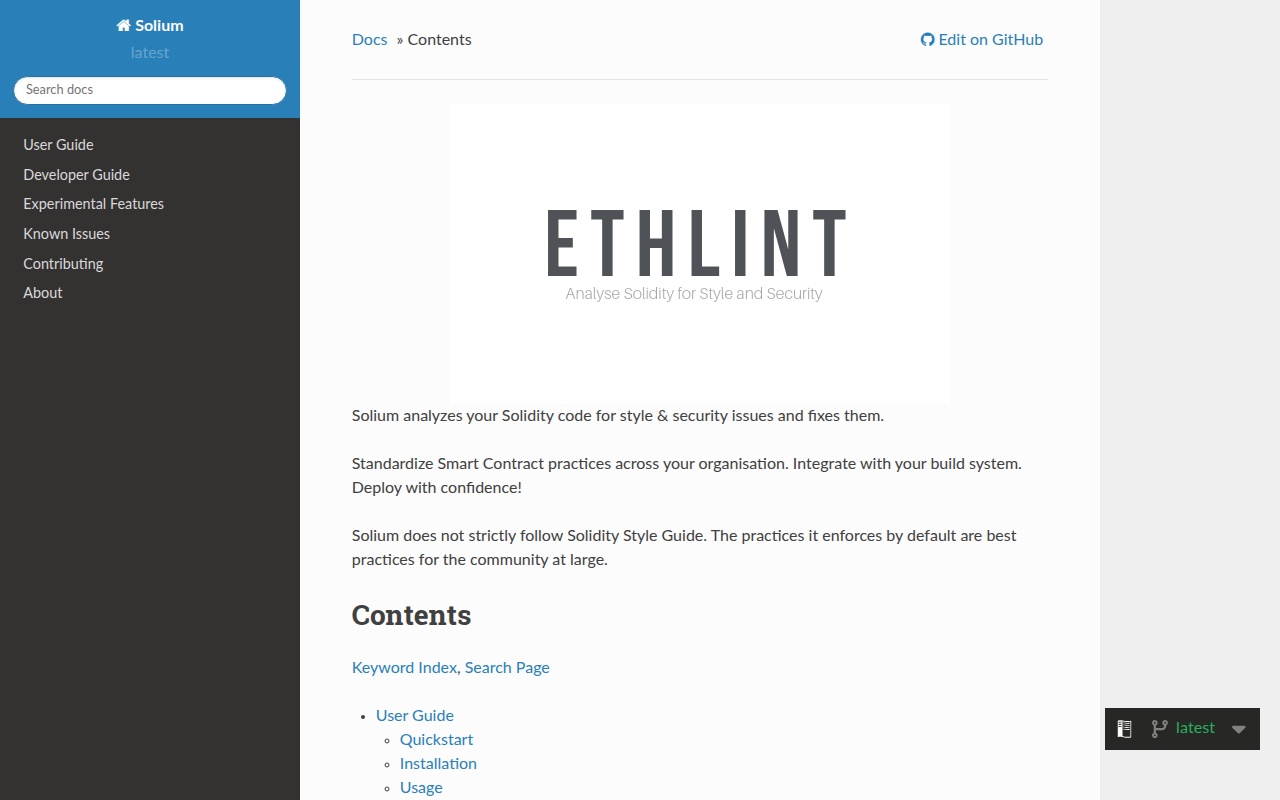 Solium
latest
Search docs
User Guide
Developer Guide
Experimental Features
Known Issues
Contributing
About
Docs » Contents
Edit on GitHub
ETHLINT
Analyse Solidity for Style and Security
Solium analyzes your Solidity code for style & security issues and fixes them.
Standardize Smart Contract practices across your organisation. Integrate with your build system.
Deploy with confidence!
Solium does not strictly follow Solidity Style Guide. The practices it enforces by default are best
practices for the community at large.
Contents
Keyword Index, Search Page
User Guide
Quickstart
Installation
Usage
latest